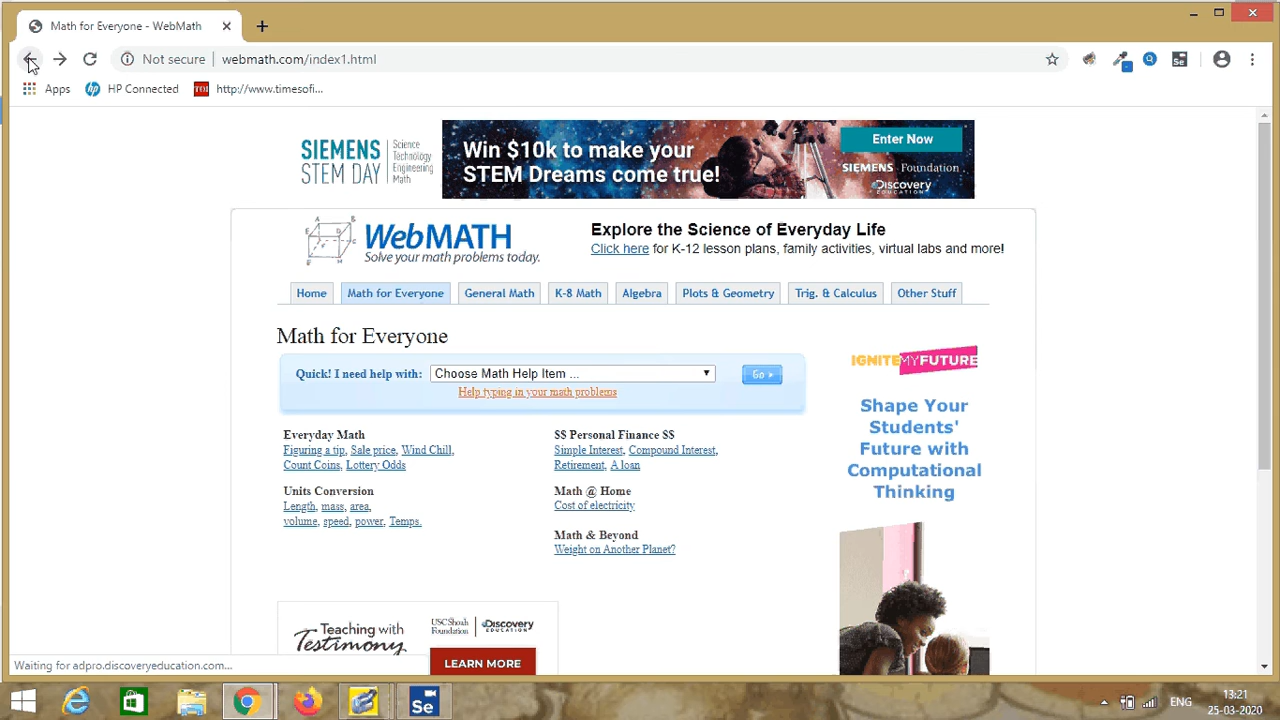 Math for Everyone - WebMath
Not secure | webmath.com/index1.html
Apps HP Connected TOI http://www.timesofi...
SIEMENS STEM DAY
Science Technology Engineering Math
Win $10k to make your
STEM Dreams come true!
Enter Now
SIEMENS Foundation
Discovery EDUCATION
WebMATH
Solve your math problems today.
Explore the Science of Everyday Life
Click here for K-12 lesson plans, family activities, virtual labs and more!
Home Math for Everyone General Math K-8 Math Algebra Plots & Geometry Trig. & Calculus Other Stuff
Math for Everyone
Quick! I need help with: Choose Math Help Item ... Go
Help typing in your math problems
Everyday Math
Figuring a tip, Sale price, Wind Chill,
Count Coins, Lottery Odds
Units Conversion
Length, mass, area,
volume, speed, power, Temps.
$$ Personal Finance $$
Simple Interest, Compound Interest,
Retirement, A loan
Math @ Home
Cost of electricity
Math & Beyond
Weight on Another Planet?
IGNITEMYFUTURE
Shape Your
Students'
Future with
Computational
Thinking
Teaching with
Testimony
USC Shoah Foundation
Discovery EDUCATION
LEARN MORE
Waiting for adpro.discoveryeducation.com...
Se
ENG
13:21
25-03-2020